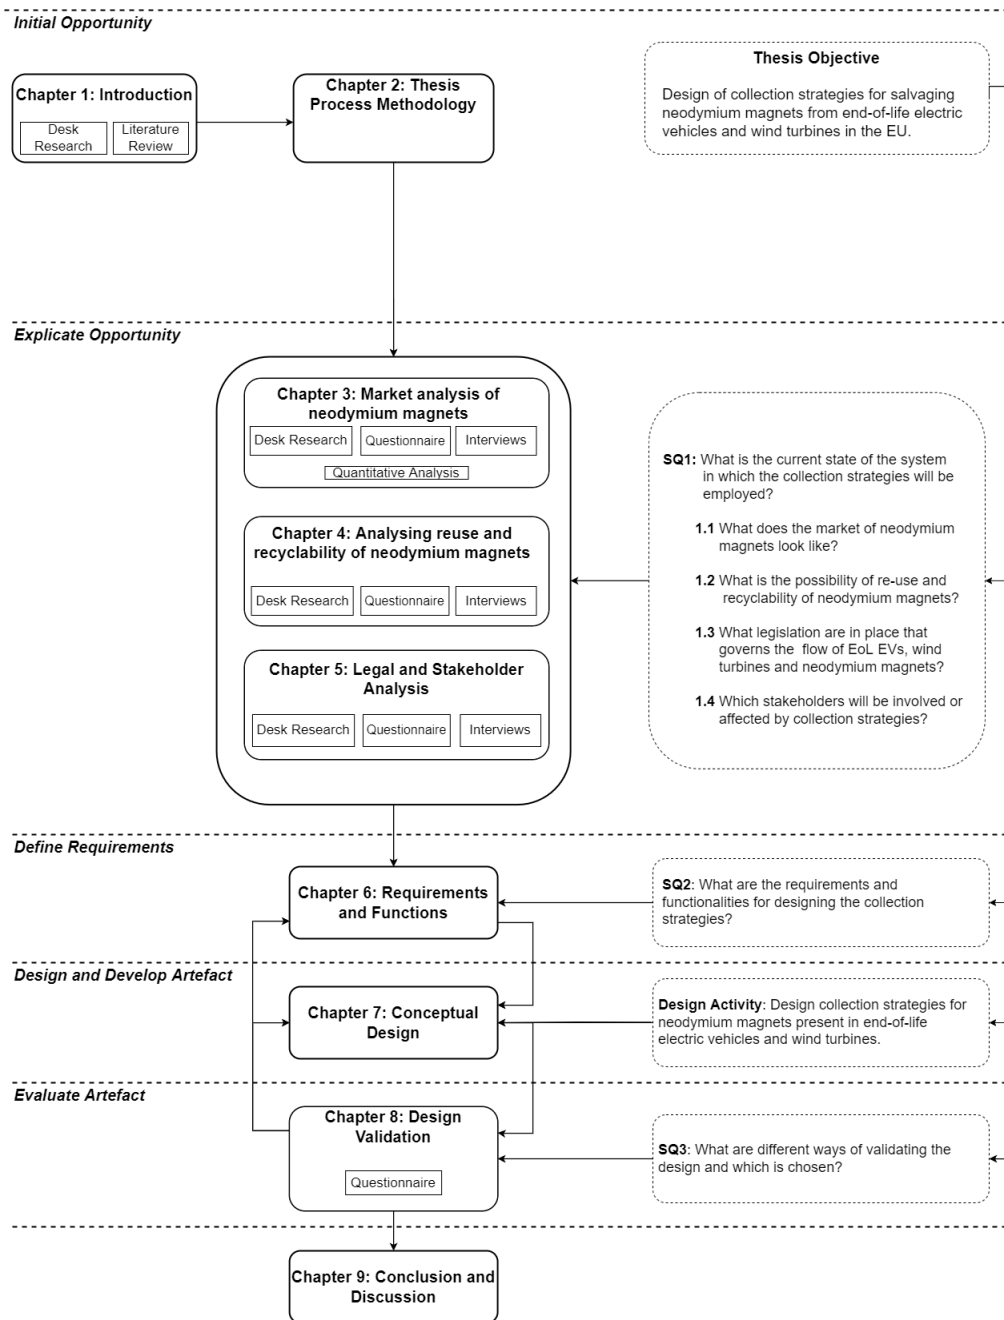 Initial Opportunity
Chapter 1: Introduction
Desk
Research
Literature
Review
Chapter 2: Thesis
Process Methodology
Thesis Objective
Design of collection strategies for salvaging
neodymium magnets from end-of-life electric
vehicles and wind turbines in the EU.
Explicate Opportunity
Chapter 3: Market analysis of
neodymium magnets
Desk Research
Questionnaire
Interviews
Quantitative Analysis
Chapter 4: Analysing reuse and
recyclability of neodymium magnets
Desk Research
Questionnaire
Interviews
Chapter 5: Legal and Stakeholder
Analysis
Desk Research
Questionnaire
Interviews
SQ1: What is the current state of the system
in which the collection strategies will be
employed?
1.1 What does the market of neodymium
magnets look like?
1.2 What is the possibility of re-use and
recyclability of neodymium magnets?
1.3 What legislation are in place that
governs the flow of EoL EVs, wind
turbines and neodymium magnets?
1.4 Which stakeholders will be involved or
affected by collection strategies?
Define Requirements
Chapter 6: Requirements
and Functions
SQ2: What are the requirements and
functionalities for designing the collection
strategies?
Design and Develop Artefact
Chapter 7: Conceptual
Design
Design Activity: Design collection strategies for
neodymium magnets present in end-of-life
electric vehicles and wind turbines.
Evaluate Artefact
Chapter 8: Design
Validation
Questionnaire
SQ3: What are different ways of validating the
design and which is chosen?
Chapter 9: Conclusion and
Discussion